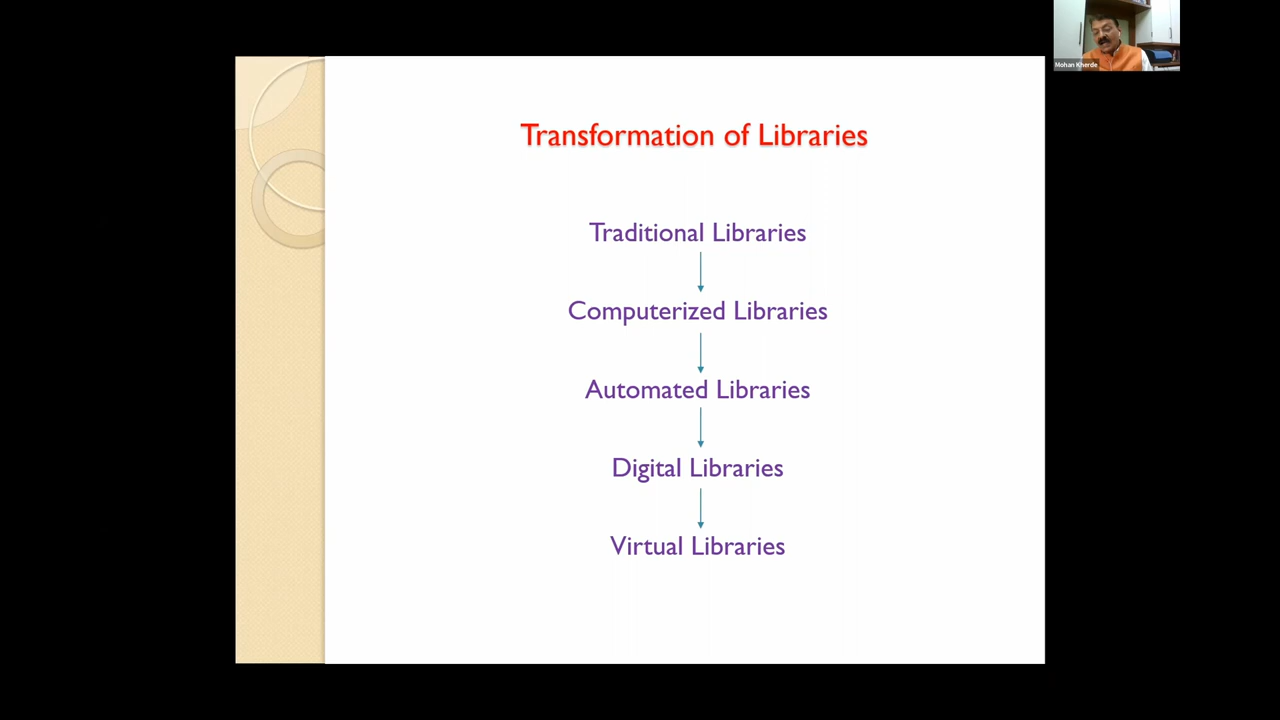 Mohan Kherde
Transformation of Libraries
Traditional Libraries
Computerized Libraries
Automated Libraries
Digital Libraries
Virtual Libraries